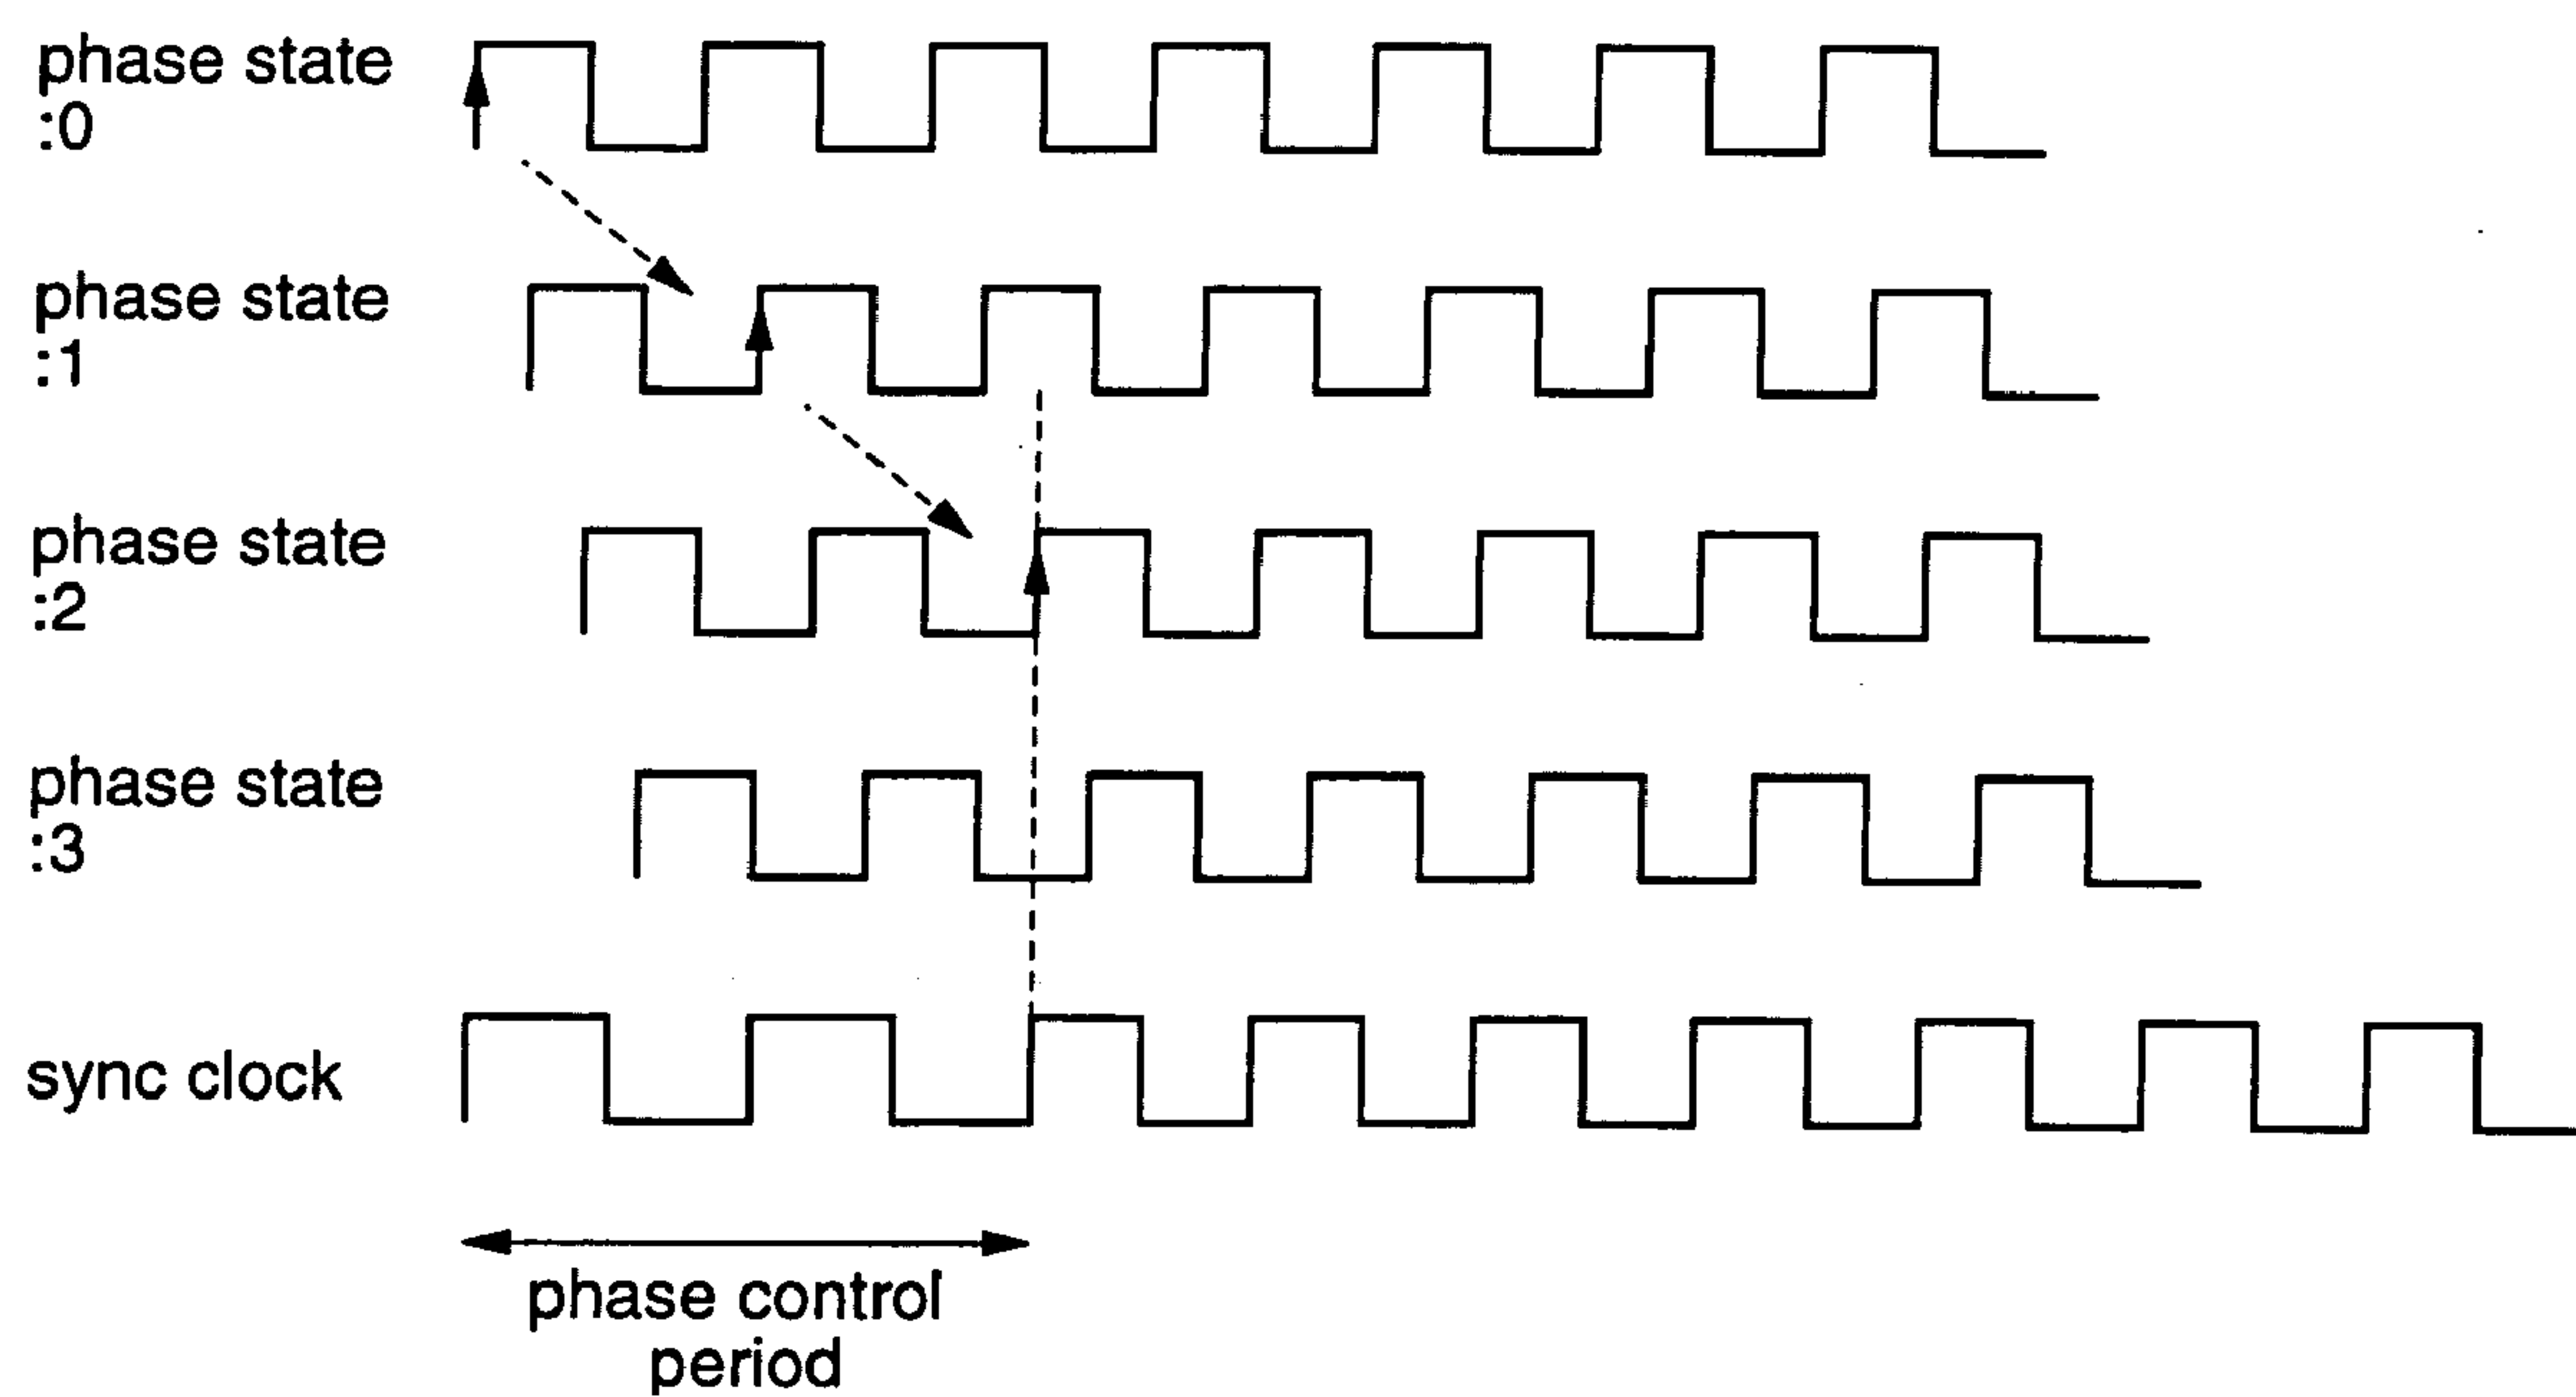 phase state
:0
phase state
:1
phase state
:2
phase state
:3
sync clock
phase control
period